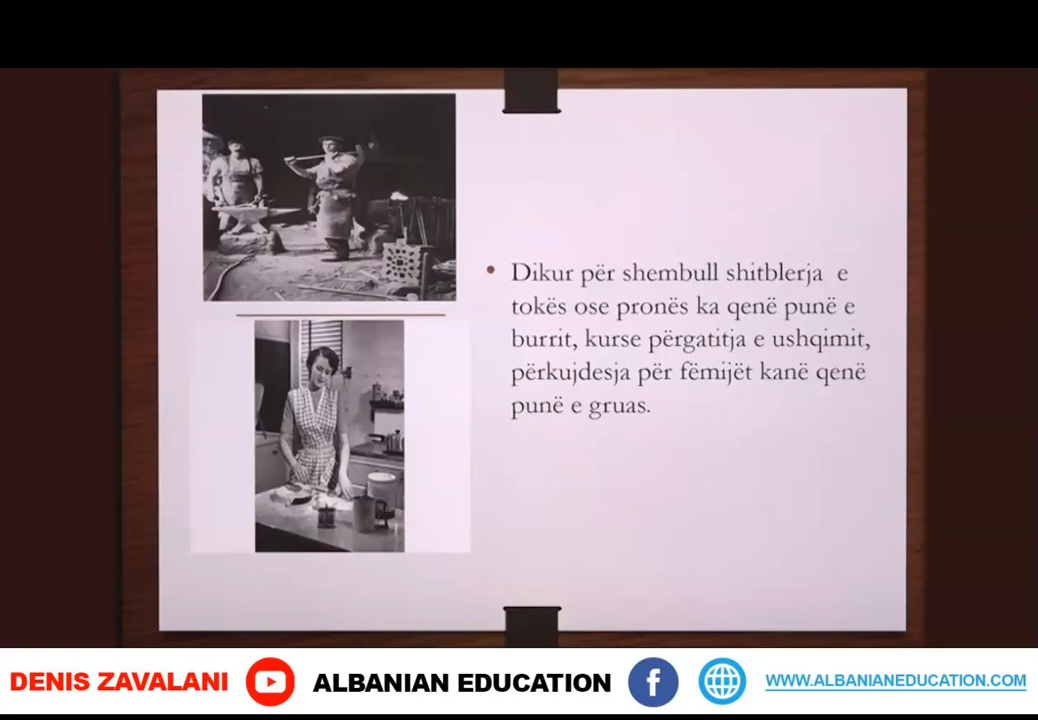 Dikur për shembull shitblerja e
tokës ose pronës ka qenë punë e
burrit, kurse përgatitja e ushqimit,
përkujdesja për fëmijët kanë qenë
punë e gruas.
DENIS ZAVALANI
ALBANIAN EDUCATION
WWW.ALBANIANEDUCATION.COM